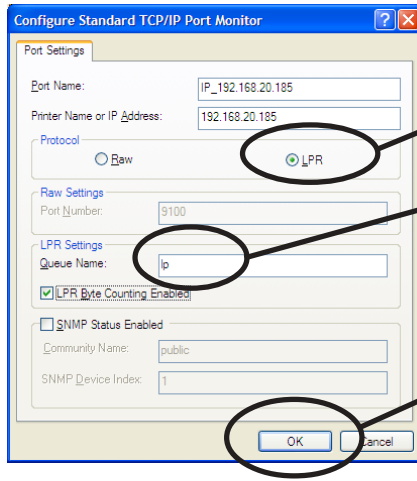 Configure Standard TCP/IP Port Monitor
Port Settings
Port Name: IP_192.168.20.185
Printer Name or IP Address: 192.168.20.185
Protocol
Raw LPR
Raw Settings
Port Number: 9100
LPR Settings
Queue Name: lp
LPR Byte Counting Enabled
SNMP Status Enabled
Community Name: public
SNMP Device Index: 1
OK Cancel